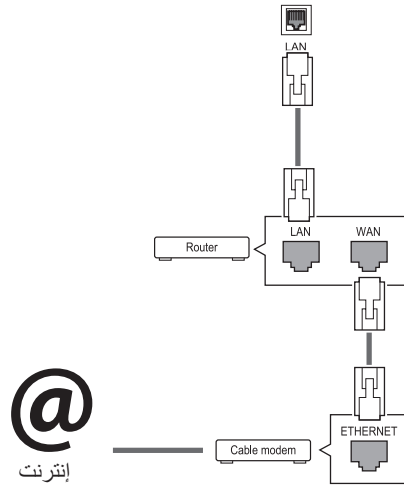 LAN
LAN WAN
Router
@
ETHERNET
Cable modem
إنترنت